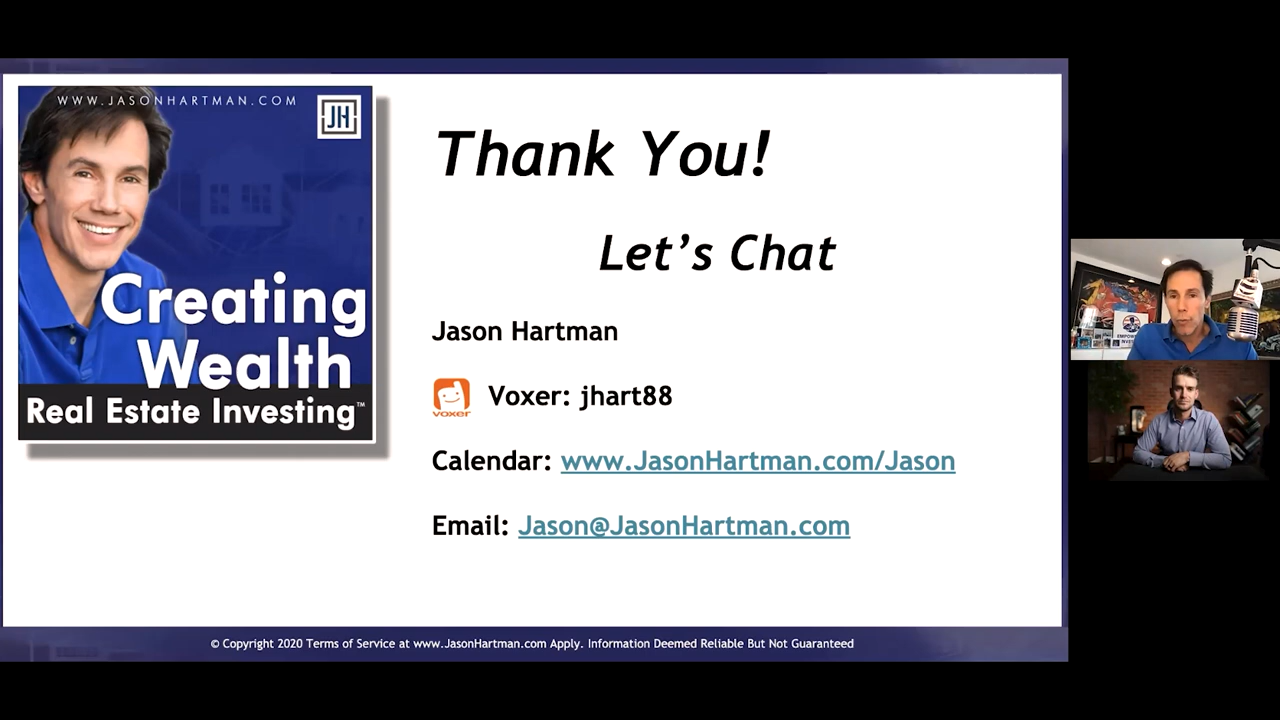 WWW.JASONHARTMAN.COM
JH
Creating
Wealth
Real Estate Investing™
Thank You!
Let’s Chat
Jason Hartman
voxer
Voxer: jhart88
Calendar: www.JasonHartman.com/Jason
Email: Jason@JasonHartman.com
© Copyright 2020 Terms of Service at www.JasonHartman.com Apply. Information Deemed Reliable But Not Guaranteed